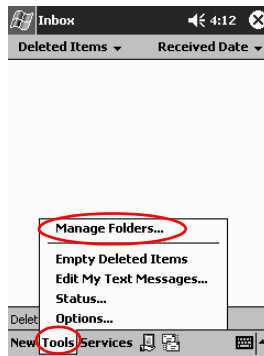 Inbox 4:12
Deleted Items Received Date
Manage Folders...
Empty Deleted Items
Edit My Text Messages...
Status...
Delet Options...
New Tools Services